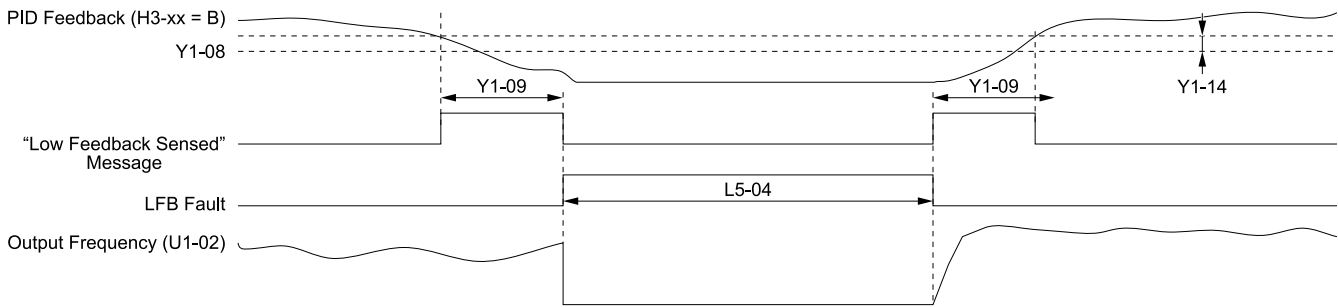 PID Feedback (H3-xx = B)
Y1-08
Y1-09
Y1-09
Y1-14
“Low Feedback Sensed”
Message
L5-04
LFB Fault
Output Frequency (U1-02)